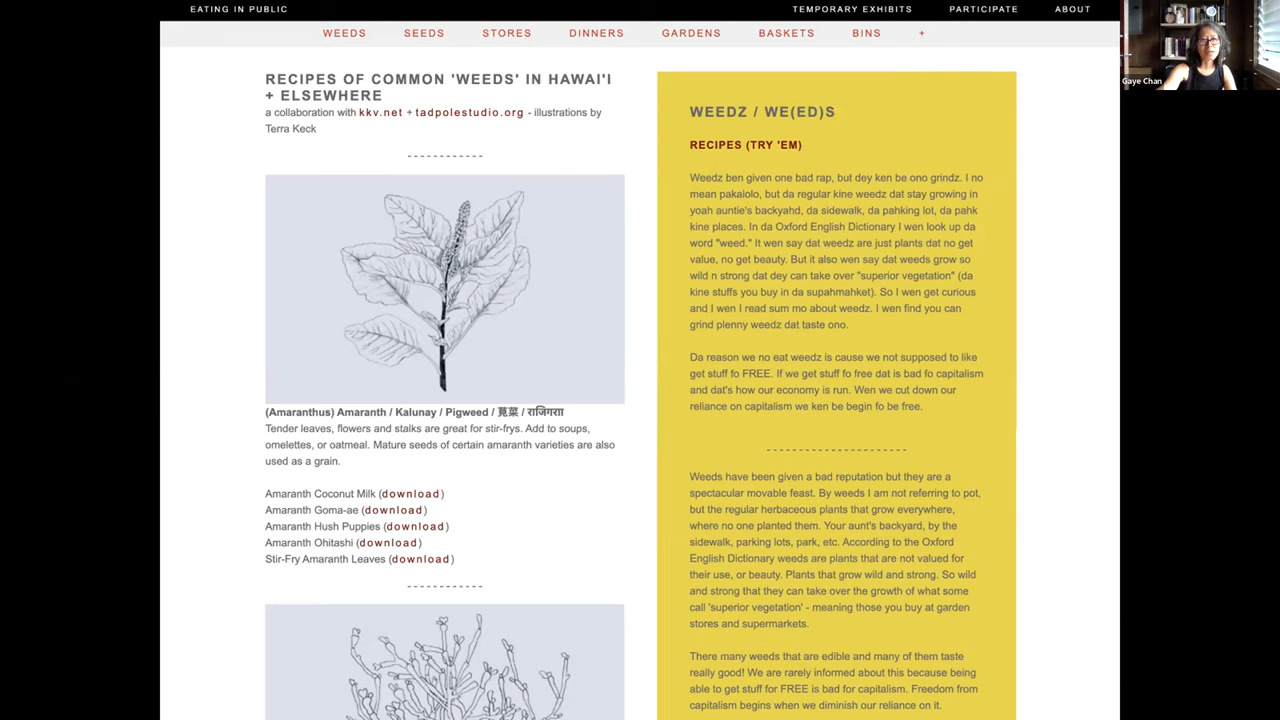 EATING IN PUBLIC
TEMPORARY EXHIBITS PARTICIPATE ABOUT
WEEDS SEEDS STORES DINNERS GARDENS BASKETS BINS +
Gaye Chan
RECIPES OF COMMON 'WEEDS' IN HAWAI'I
+ ELSEWHERE
a collaboration with kkv.net + tadpolestudio.org - illustrations by
Terra Keck
- - - - - - - - - - - -
(Amaranthus) Amaranth / Kalunay / Pigweed / 莧菜 / राजिगरा
Tender leaves, flowers and stalks are great for stir-frys. Add to soups,
omelettes, or oatmeal. Mature seeds of certain amaranth varieties are also
used as a grain.
Amaranth Coconut Milk (download)
Amaranth Goma-ae (download)
Amaranth Hush Puppies (download)
Amaranth Ohitashi (download)
Stir-Fry Amaranth Leaves (download)
- - - - - - - - - - - -
WEEDZ / WE(ED)S
RECIPES (TRY 'EM)
Weedz ben given one bad rap, but dey ken be ono grindz. I no
mean pakalolo, but da regular kine weedz dat stay growing in
yoah auntie's backyahd, da sidewalk, da pahking lot, da pahk
kine places. In da Oxford English Dictionary I wen look up da
word "weed." It wen say dat weedz are just plants dat no get
value, no get beauty. But it also wen say dat weeds grow so
wild n strong dat dey can take over "superior vegetation" (da
kine stuffs you buy in da supahmahket). So I wen get curious
and I wen I read sum mo about weedz. I wen find you can
grind plenny weedz dat taste ono.
Da reason we no eat weedz is cause we not supposed to like
get stuff fo FREE. If we get stuff fo free dat is bad fo capitalism
and dat's how our economy is run. Wen we cut down our
reliance on capitalism we ken be begin fo be free.
- - - - - - - - - - - - - - - - - - - - -
Weeds have been given a bad reputation but they are a
spectacular movable feast. By weeds I am not referring to pot,
but the regular herbaceous plants that grow everywhere,
where no one planted them. Your aunt's backyard, by the
sidewalk, parking lots, park, etc. According to the Oxford
English Dictionary weeds are plants that are not valued for
their use, or beauty. Plants that grow wild and strong. So wild
and strong that they can take over the growth of what some
call 'superior vegetation' - meaning those you buy at garden
stores and supermarkets.
There many weeds that are edible and many of them taste
really good! We are rarely informed about this because being
able to get stuff for FREE is bad for capitalism. Freedom from
capitalism begins when we diminish our reliance on it.